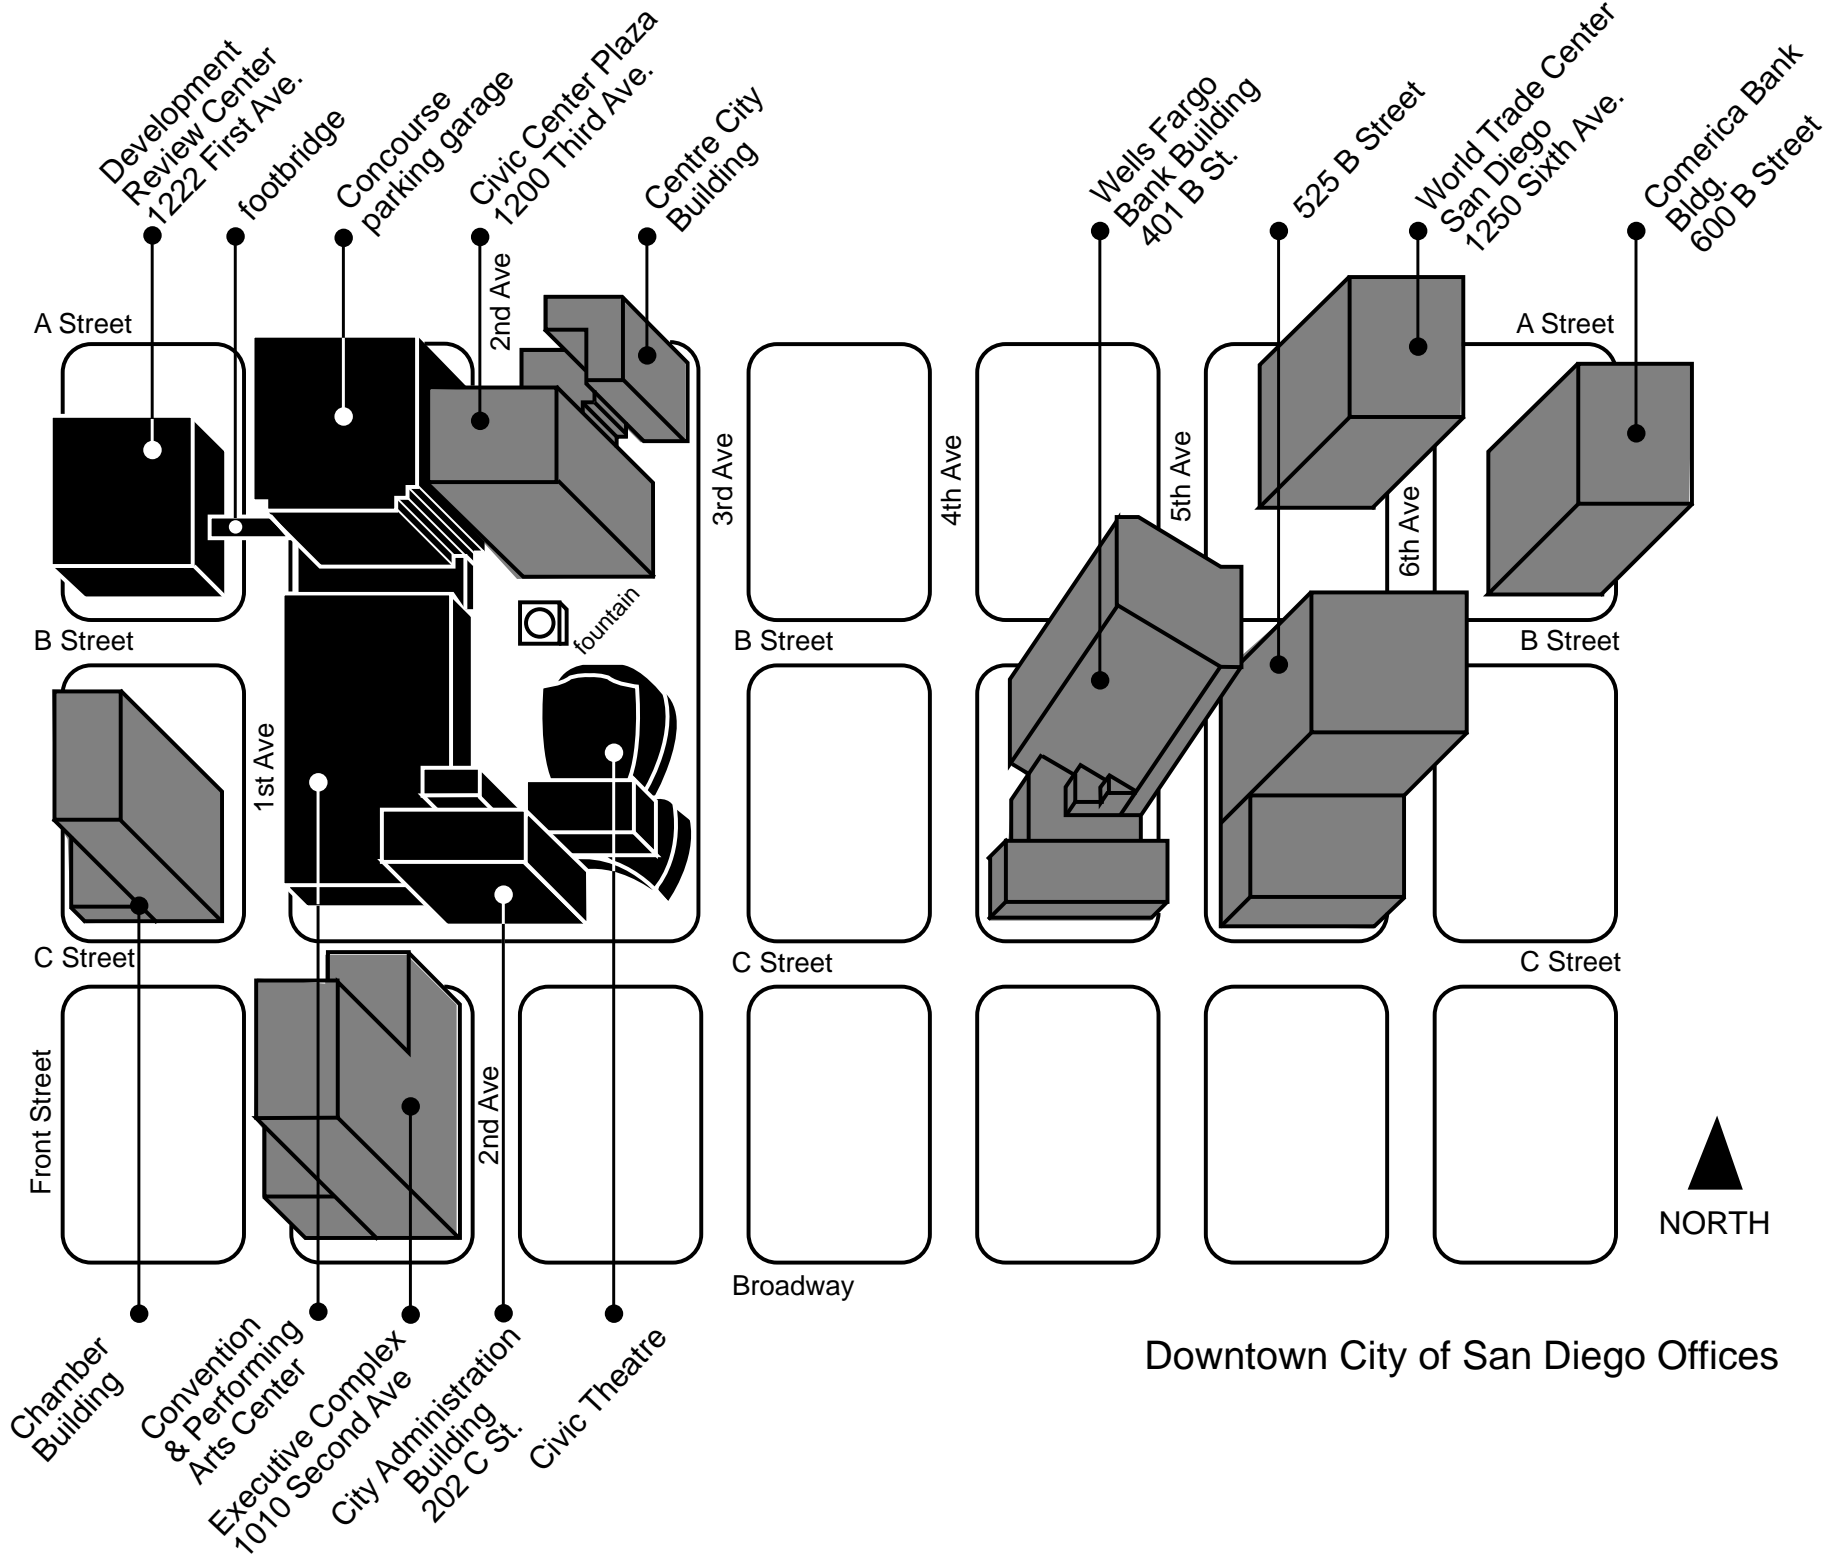 Development
Review Center
1222 First Ave.
footbridge
Concourse
parking garage
Civic Center Plaza
1200 Third Ave.
Centre City
Building
Wells Fargo
Bank Building
401 B St.
525 B Street
World Trade Center
San Diego
1250 Sixth Ave.
Comerica Bank
Bldg.
600 B Street
2nd Ave
A Street
A Street
3rd Ave
4th Ave
5th Ave
6th Ave
fountain
B Street
B Street
B Street
1st Ave
C Street
C Street
C Street
Front Street
2nd Ave
NORTH
Broadway
Chamber
Building
Convention
& Performing
Arts Center
Executive Complex
1010 Second Ave
City Administration
Building
202 C St.
Civic Theatre
Downtown City of San Diego Offices